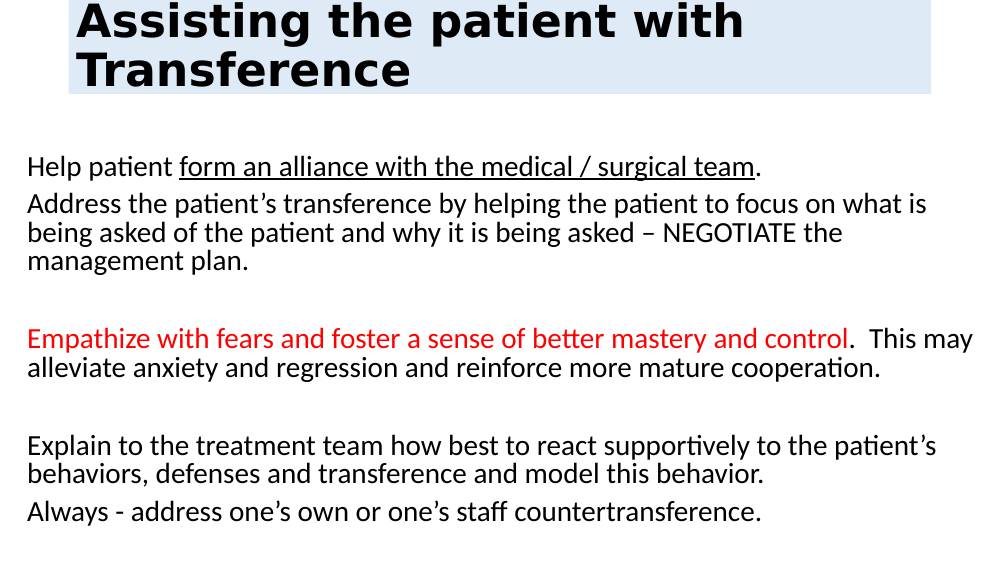 Assisting the patient with
Transference
Help patient form an alliance with the medical / surgical team.
Address the patient’s transference by helping the patient to focus on what is
being asked of the patient and why it is being asked – NEGOTIATE the
management plan.
Empathize with fears and foster a sense of better mastery and control.  This may
alleviate anxiety and regression and reinforce more mature cooperation.
Explain to the treatment team how best to react supportively to the patient’s
behaviors, defenses and transference and model this behavior.
Always - address one’s own or one’s staff countertransference.